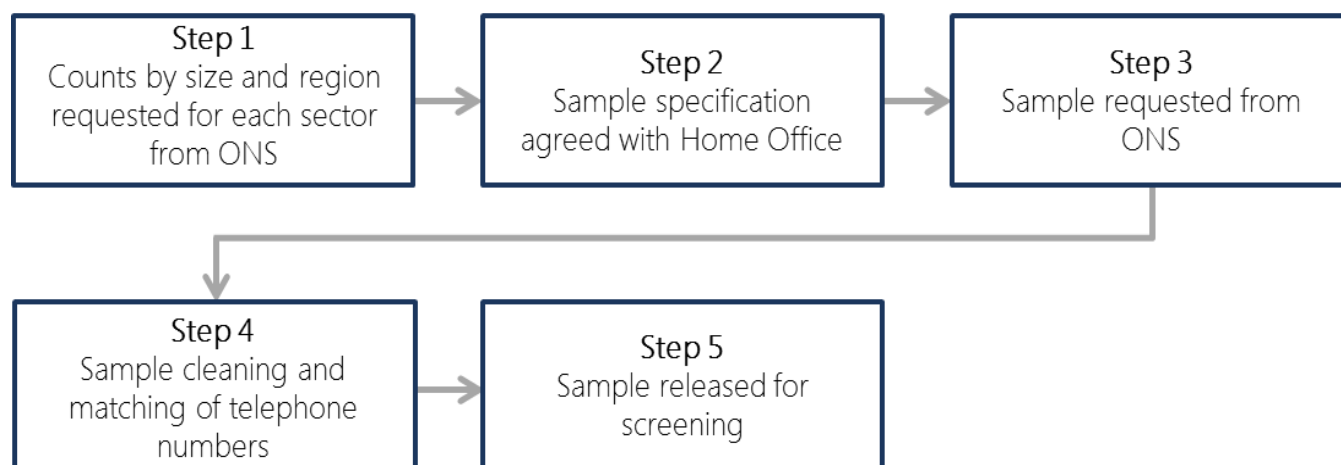 Step 1
Counts by size and region
requested for each sector
from ONS
Step 2
Sample specification
agreed with Home Office
Step 3
Sample requested from
ONS
Step 4
Sample cleaning and
matching of telephone
numbers
Step 5
Sample released for
screening